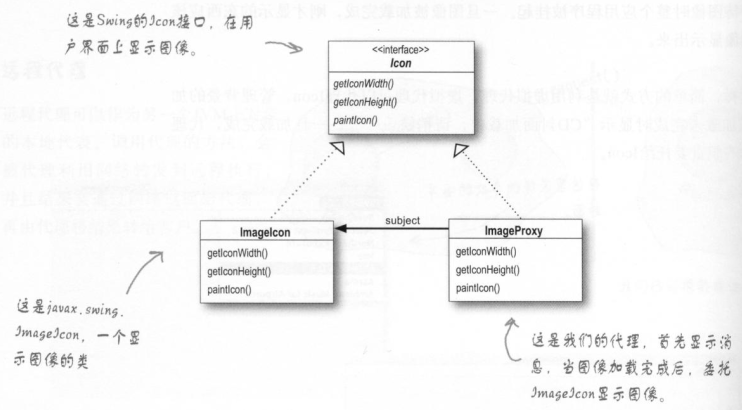 这是Swing的Icon接口，在用
户界面上显示图像。
<<interface>>
Icon
getIconWidth()
getIconHeight()
paintIcon()
subject
ImageIcon
getIconWidth()
getIconHeight()
paintIcon()
ImageProxy
getIconWidth()
getIconHeight()
paintIcon()
这是javax.swing.
ImageIcon，一个显
示图像的类
这是我们的代理，首先显示消
息，当图像加载完成后，委托
ImageIcon显示图像。